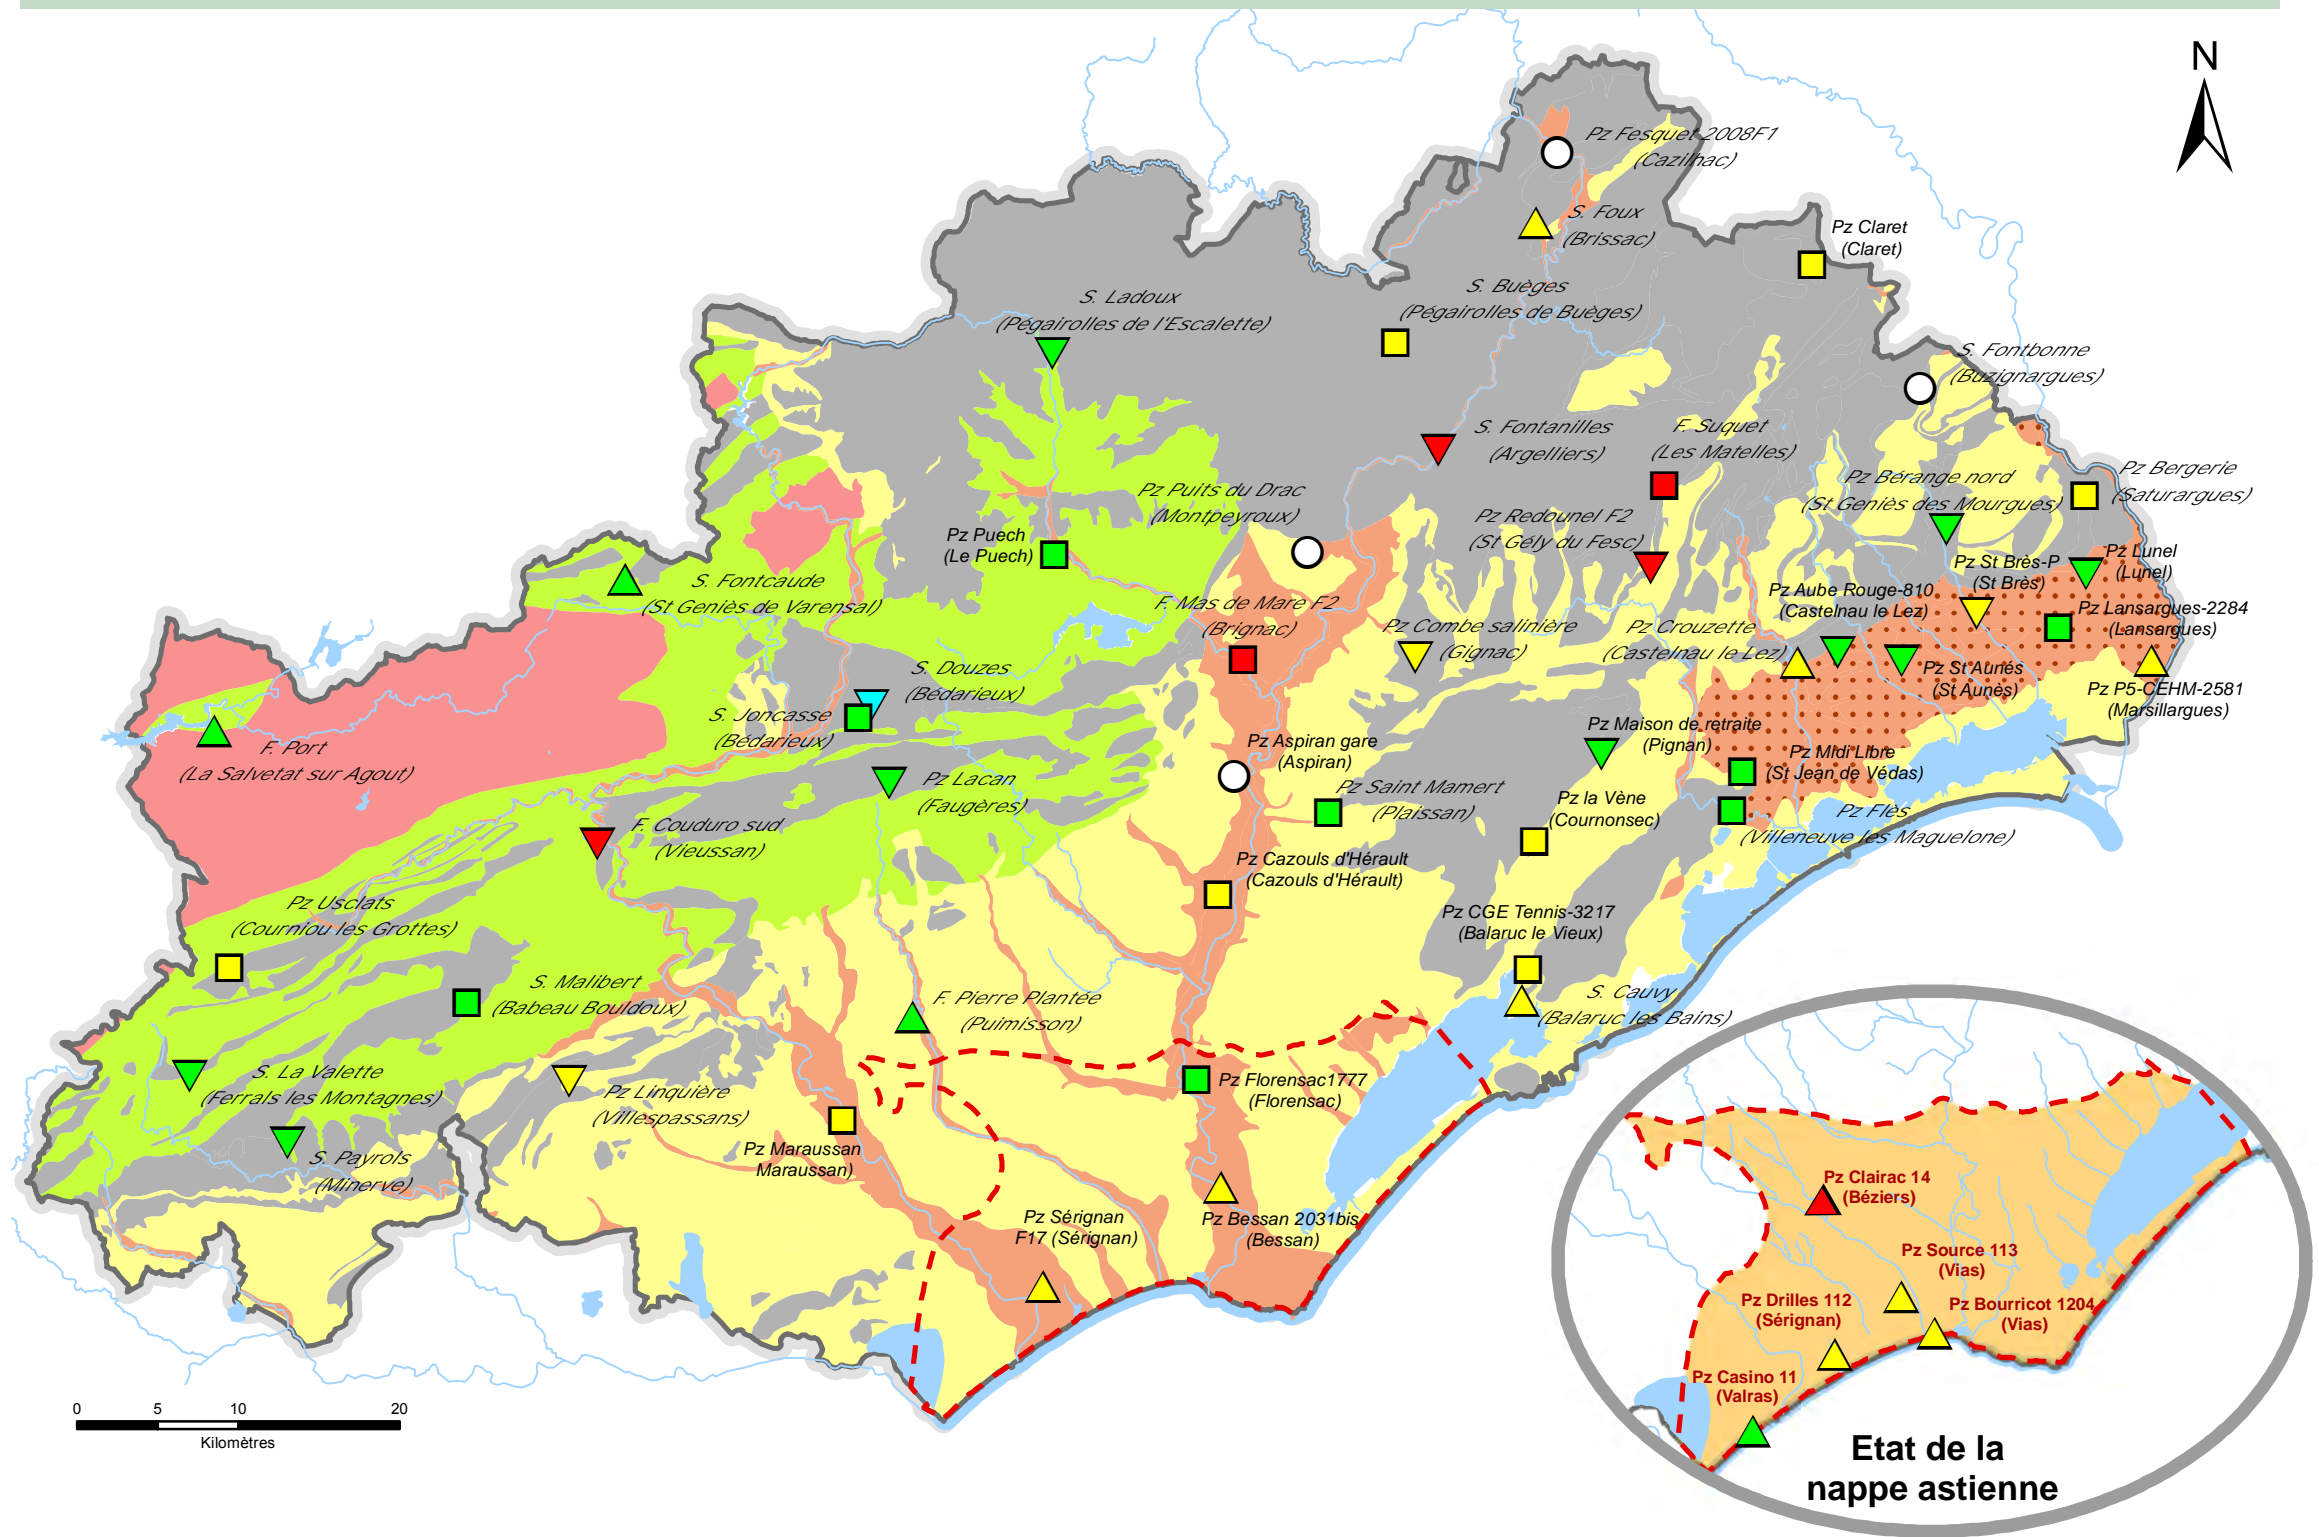 N
Pz Fesquet 2008F1
(Cazilhac)
S. Foux
(Brissac)
Pz Claret
(Claret)
S. Buèges
(Pégairolles de Buèges)
S. Ladoux
(Pégairolles de l'Escalette)
S. Fontbonne
(Buzignargues)
S. Fontanilles
(Argelliers)
F. Suquet
(Les Matelles)
Pz Bérange nord
(St Geniès des Mourgues)
Pz Bergerie
(Saturargues)
Pz Puits du Drac
(Montpeyroux)
Pz Redounel F2
(St Gély du Fesc)
Pz Puech
(Le Puech)
Pz St Brès-P
(St Brès)
Pz Lunel
(Lunel)
S. Fontcaude
(St Geniès de Varensal)
Pz Aube Rouge-810
(Castelnau le Lez)
F. Mas de Mare F2
(Brignac)
Pz Lansargues-2284
(Lansargues)
Pz Combe salinière
(Gignac)
Pz Crouzette
(Castelnau le Lez)
S. Douzes
(Bédarieux)
Pz St Aunés
(St Aunès)
Pz P5-CEHM-2581
(Marsillargues)
S. Joncasse
(Bédarieux)
Pz Maison de retraite
(Pignan)
F. Port
(La Salvetat sur Agout)
Pz Aspiran gare
(Aspiran)
Pz Midi Libre
(St Jean de Védas)
Pz Lacan
(Faugères)
Pz Saint Mamert
(Plaissan)
Pz la Vène
(Cournonsec)
Pz Flès
(Villeneuve les Maguelone)
F. Couduro sud
(Vieussan)
Pz Cazouls d'Hérault
(Cazouls d'Hérault)
Pz Usclats
(Courniou les Grottes)
Pz CGE Tennis-3217
(Balaruc le Vieux)
S. Malibert
(Babeau Bouldoux)
F. Pierre Plantée
(Puimisson)
S. Cauvy
(Balaruc les Bains)
S. La Valette
(Ferrals les Montagnes)
Pz Linquière
(Villespassans)
Pz Florensac1777
(Florensac)
Pz Maraussan
Maraussan)
S. Payrols
(Minerve)
Pz Sérignan
F17 (Sérignan)
Pz Bessan 2031bis
(Bessan)
Pz Clairac 14
(Béziers)
Pz Source 113
(Vias)
Pz Drilles 112
(Sérignan)
Pz Bourricot 1204
(Vias)
Pz Casino 11
(Valras)
0 5 10 20
Kilomètres
Etat de la
nappe astienne